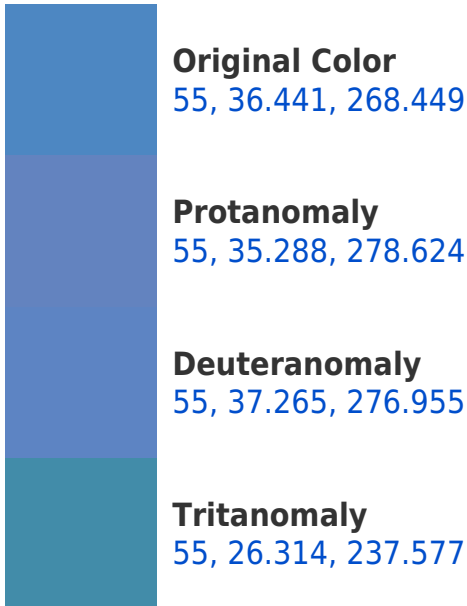 Original Color
55, 36.441, 268.449
Protanomaly
55, 35.288, 278.624
Deuteranomaly
55, 37.265, 276.955
Tritanomaly
55, 26.314, 237.577